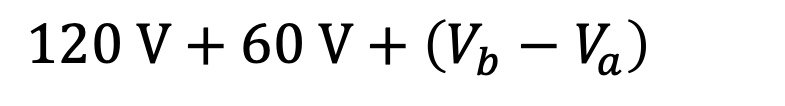 120 V + 60 V + (V_b − V_a)